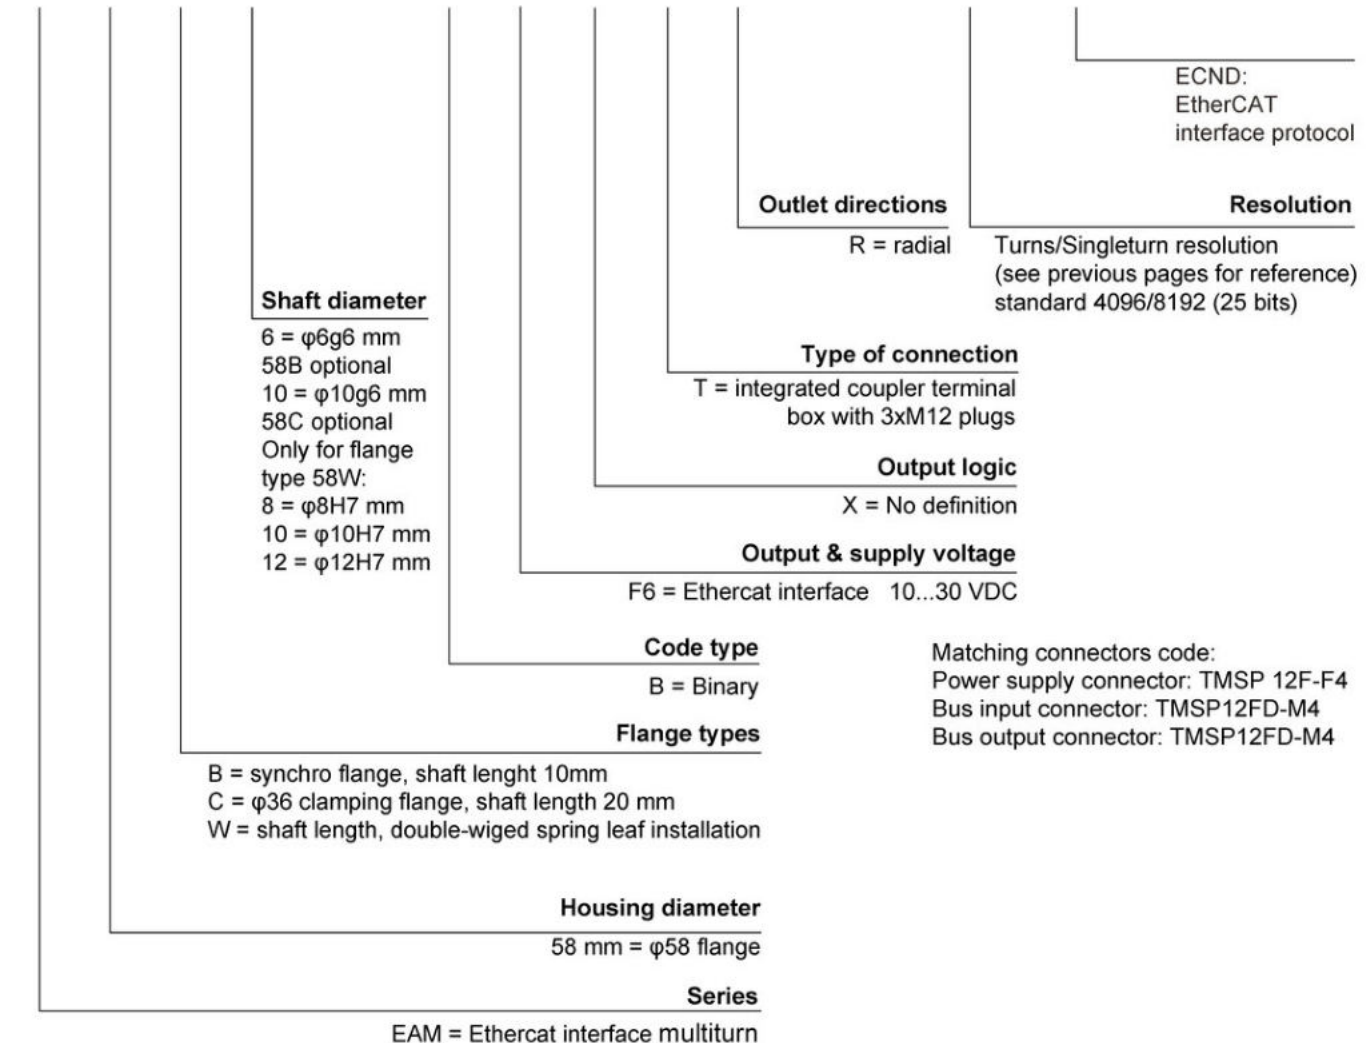 ECND:
EtherCAT
interface protocol
Outlet directions
R = radial
Resolution
Turns/Singleturn resolution
(see previous pages for reference)
standard 4096/8192 (25 bits)
Shaft diameter
6 = φ6g6 mm
58B optional
10 = φ10g6 mm
58C optional
Only for flange
type 58W:
8 = φ8H7 mm
10 = φ10H7 mm
12 = φ12H7 mm
Type of connection
T = integrated coupler terminal
box with 3xM12 plugs
Output logic
X = No definition
Output & supply voltage
F6 = Ethercat interface 10...30 VDC
Code type
B = Binary
Matching connectors code:
Power supply connector: TMSP 12F-F4
Bus input connector: TMSP12FD-M4
Bus output connector: TMSP12FD-M4
Flange types
B = synchro flange, shaft lenght 10mm
C = φ36 clamping flange, shaft length 20 mm
W = shaft length, double-wiged spring leaf installation
Housing diameter
58 mm = φ58 flange
Series
EAM = Ethercat interface multiturn